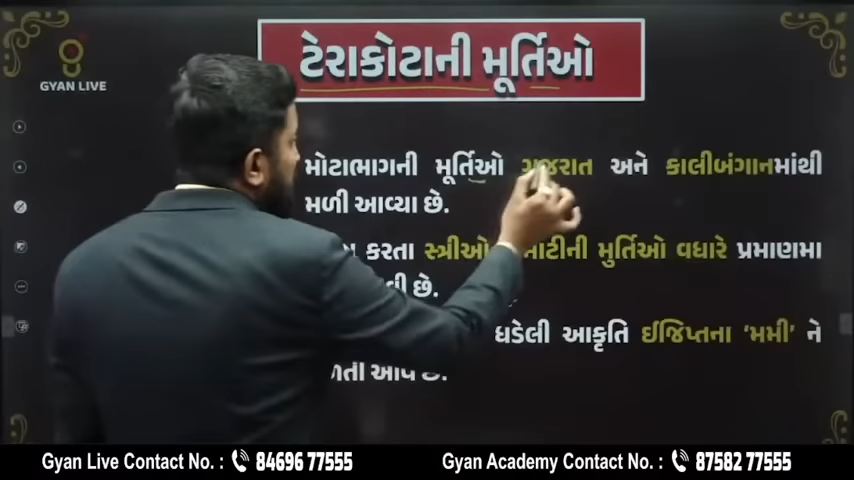 GYAN LIVE
ટેરાકોટાની મૂર્તિઓ
મોટાભાગની મૂર્તિઓ ગુજરાત અને કાલીબંગાનમાંથી
મળી આવ્યા છે.
કરતા સ્ત્રીઓ માટીની મુર્તિઓ વધારે પ્રમાણમા
છે.
ઘડેલી આકૃતિ ઈજિપ્તના 'મમી' ને
Gyan Live Contact No. : 84696 77555
Gyan Academy Contact No. : 87582 77555